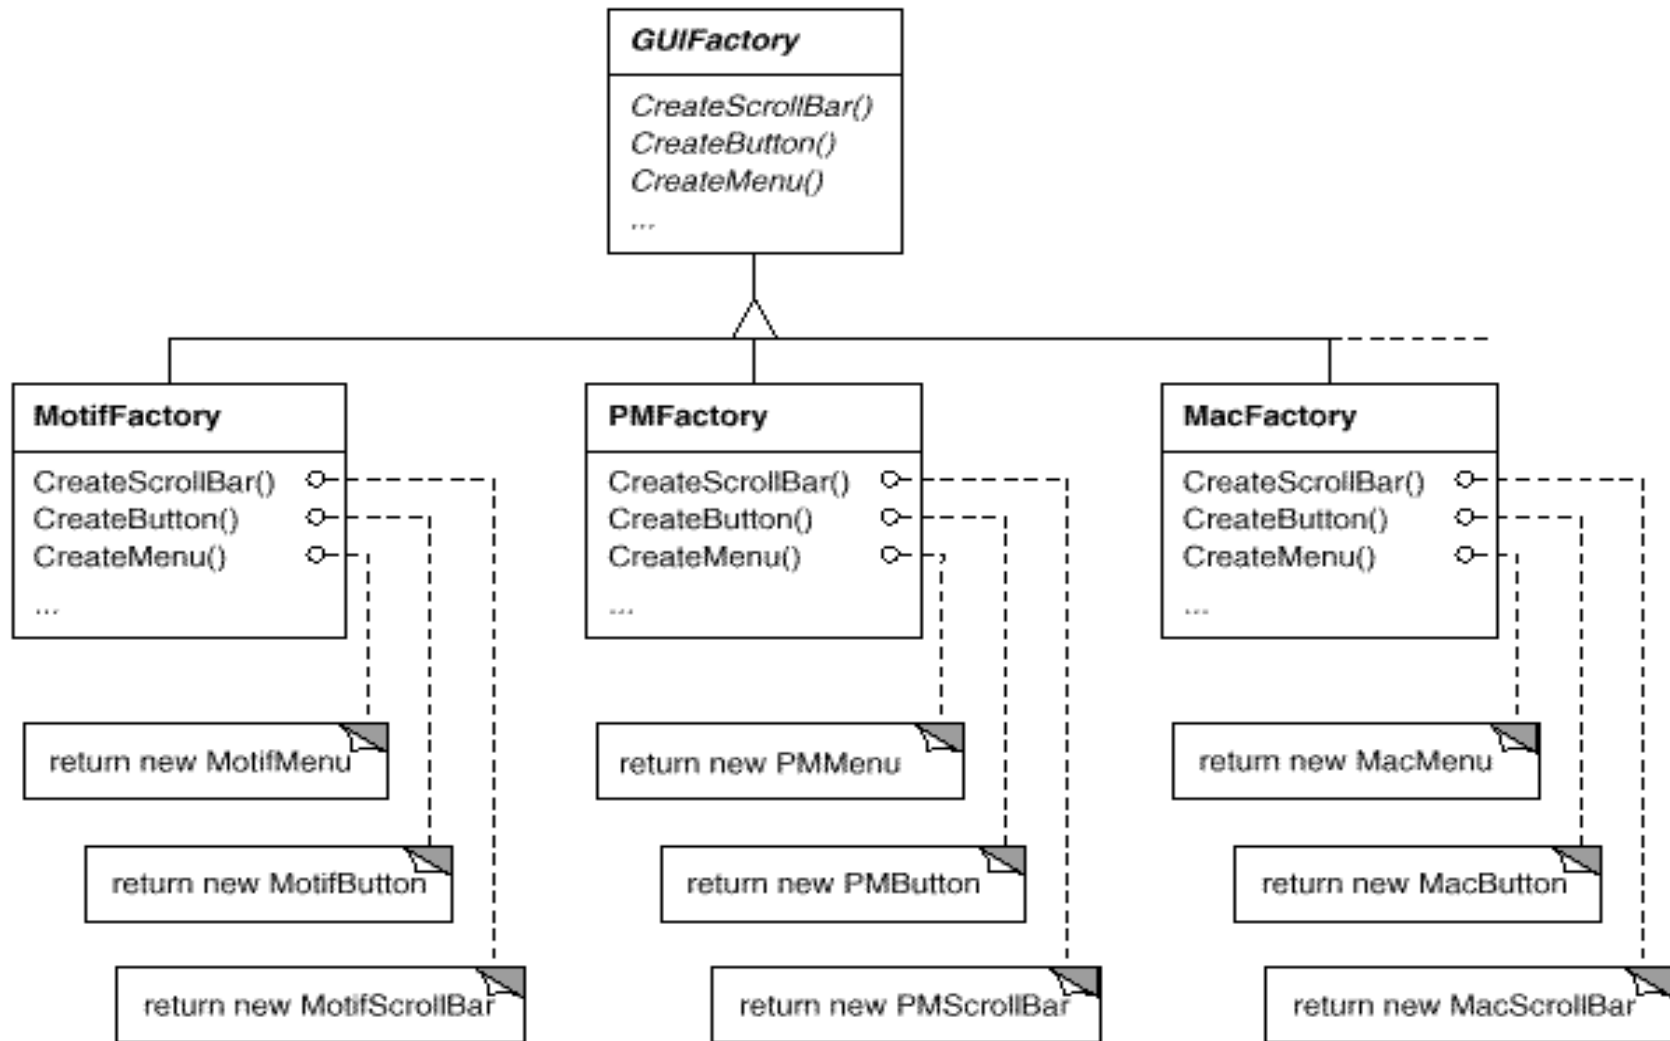 GUIFactory
CreateScrollBar()
CreateButton()
CreateMenu()
...
MotifFactory
CreateScrollBar()
CreateButton()
CreateMenu()
...
PMFactory
CreateScrollBar()
CreateButton()
CreateMenu()
...
MacFactory
CreateScrollBar()
CreateButton()
CreateMenu()
...
return new MotifMenu
return new PMMenu
return new MacMenu
return new MotifButton
return new PMButton
return new MacButton
return new MotifScrollBar
return new PMScrollBar
return new MacScrollBar